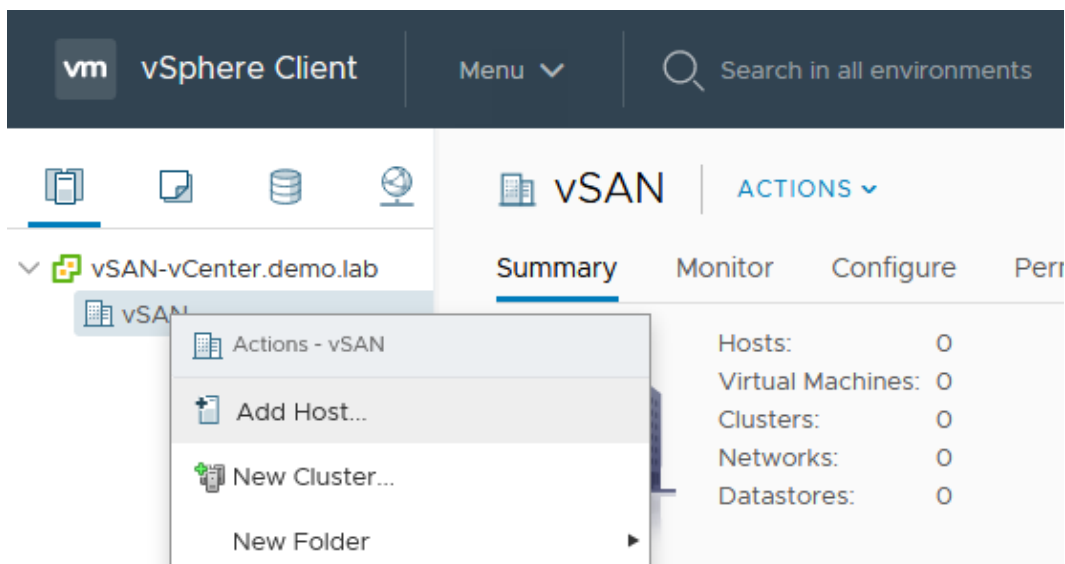 vm vSphere Client Menu Search in all environments
vSAN ACTIONS
vSAN-vCenter.demo.lab
Summary Monitor Configure
vSAN
Actions - vSAN
Hosts: 0
Virtual Machines: 0
Add Host...
Clusters: 0
Networks: 0
New Cluster...
Datastores: 0
New Folder